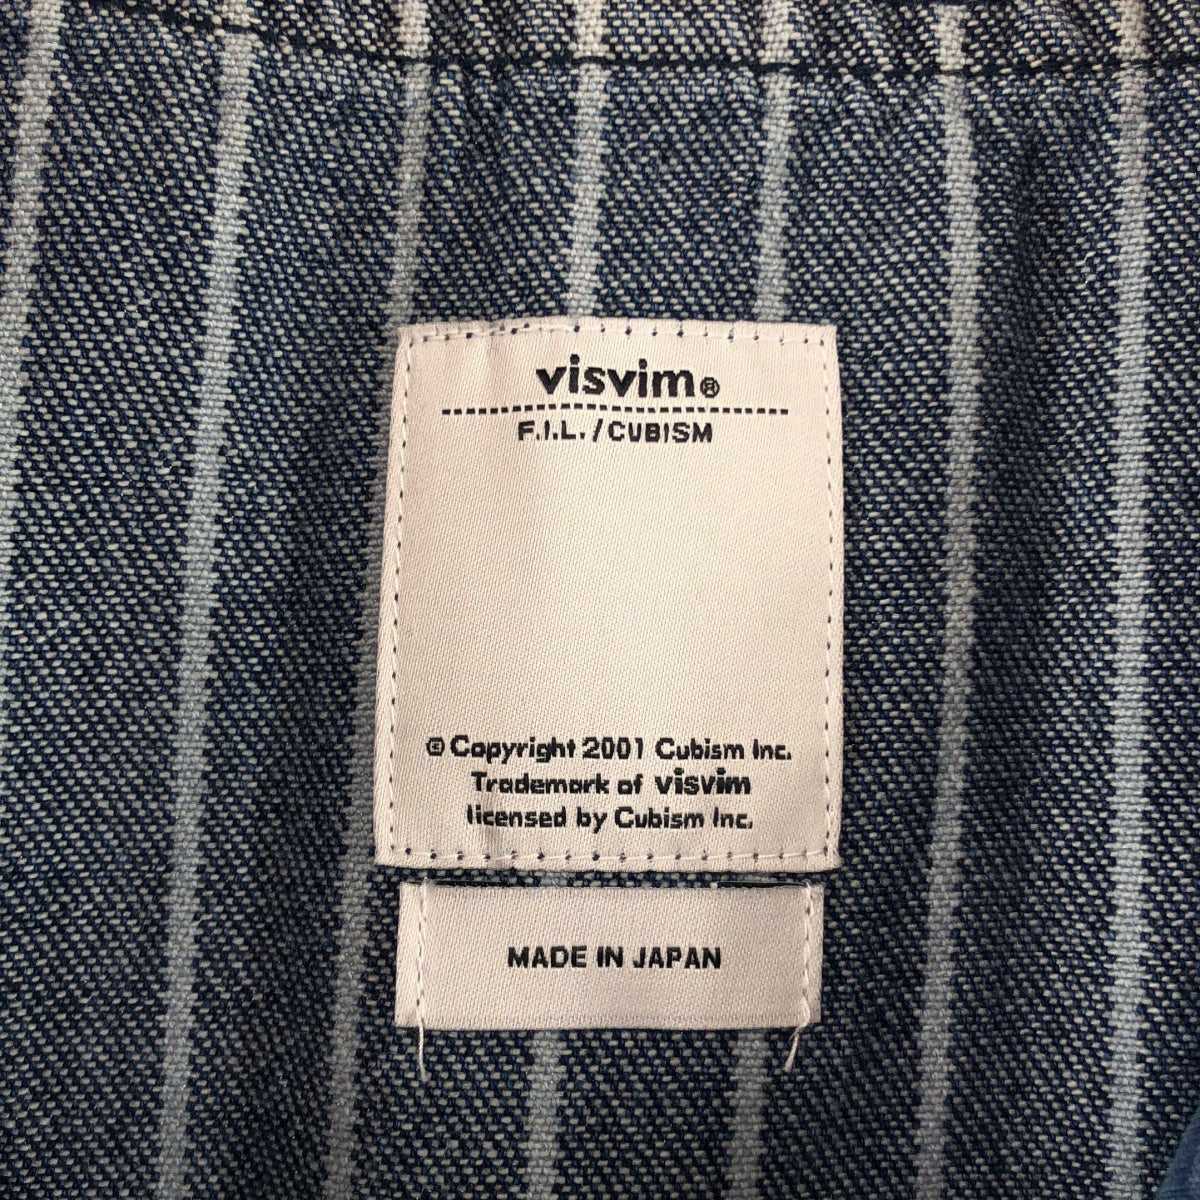 visvim®
F.I.L./CUBISM
© Copyright 2001 Cubism Inc.
Trademark of visvim
licensed by Cubism Inc.
MADE IN JAPAN